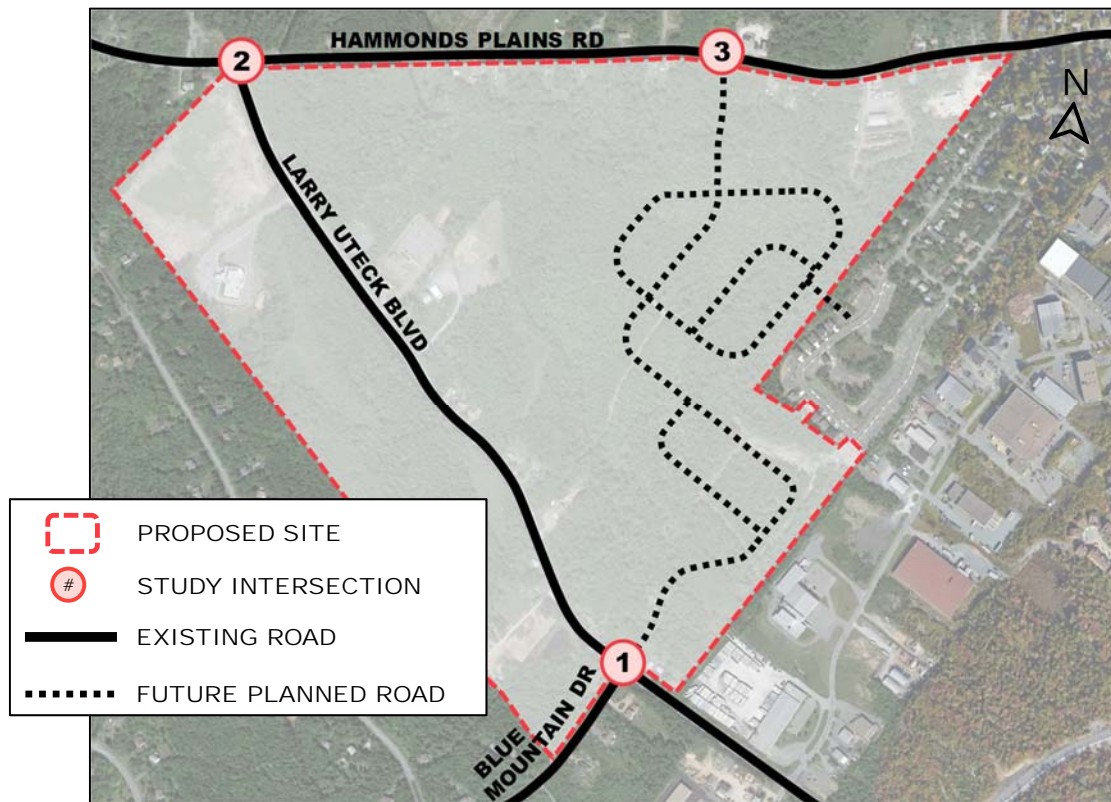 HAMMONDS PLAINS RD
2
3
N
LARRY UTECK BLVD
PROPOSED SITE
# STUDY INTERSECTION
EXISTING ROAD
FUTURE PLANNED ROAD
1
BLUE
MOUNTAIN DR